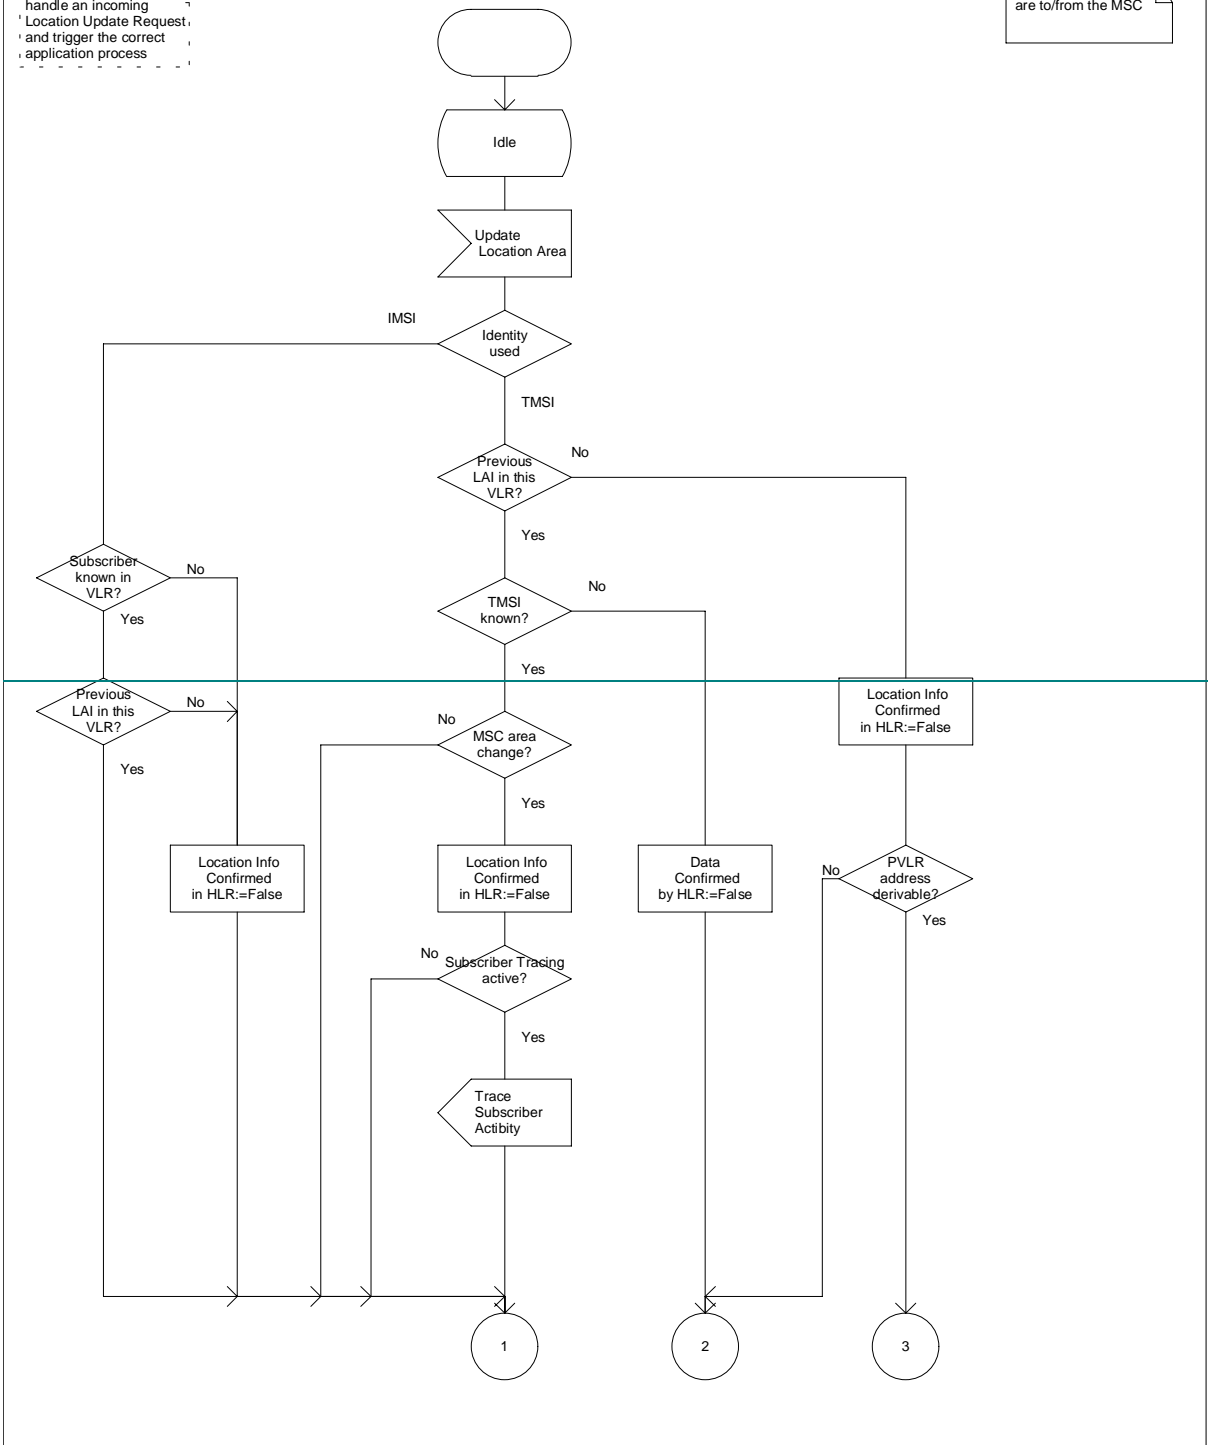 handle an incoming
Location Update Request
and trigger the correct
application process
are to/from the MSC
Idle
Update
Location Area
IMSI
Identity
used
TMSI
No
Previous
LAI in this
VLR?
Yes
Subscriber
known in
VLR?
No
Yes
No
TMSI
known?
Yes
Previous
LAI in this
VLR?
No
Yes
No
MSC area
change?
Yes
Location Info
Confirmed
in HLR:=False
Location Info
Confirmed
in HLR:=False
Location Info
Confirmed
in HLR:=False
Data
Confirmed
by HLR:=False
No
PVLR
address
derivable?
Yes
No
Subscriber Tracing
active?
Yes
Trace
Subscriber
Actibity
1
2
3